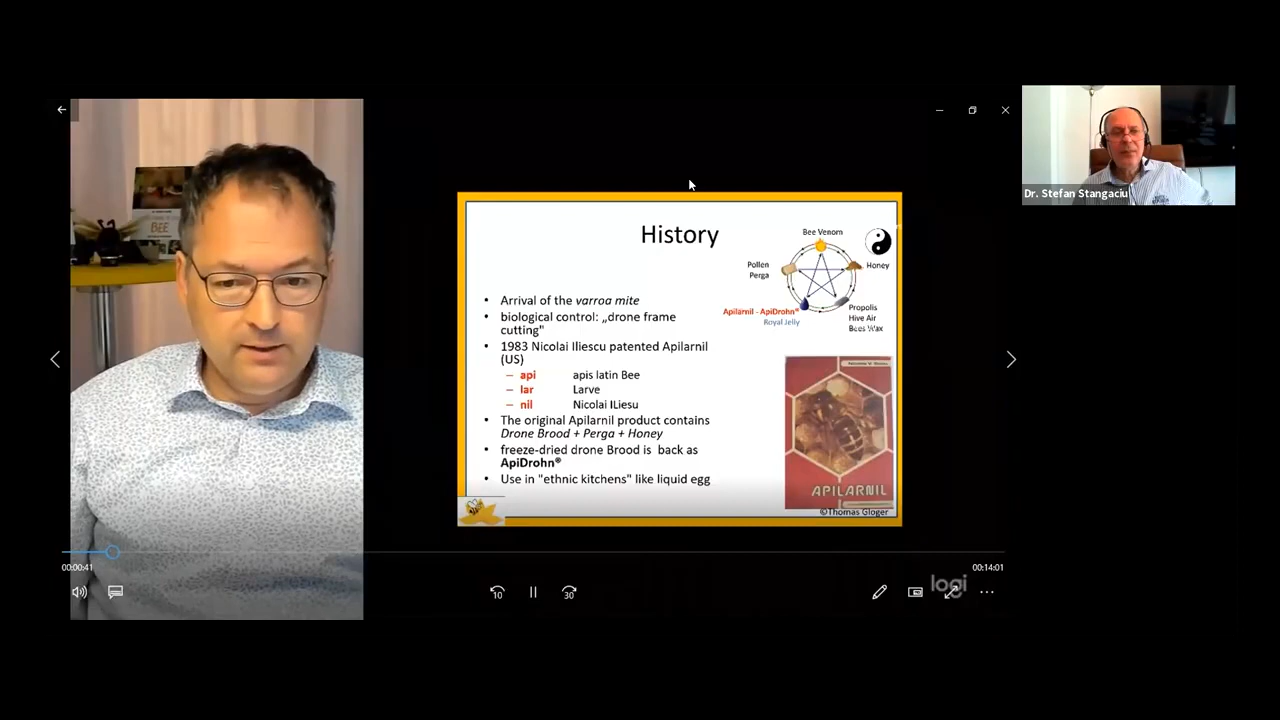 BEE
Dr. Stefan Stangaciu
History
Bee Venom
Pollen
Perga
Honey
Apilarnil - ApiDrohn®
Royal Jelly
Propolis
Hive Air
Bees Wax
• Arrival of the varroa mite
• biological control: „drone frame
cutting"
• 1983 Nicolai Iliescu patented Apilarnil
(US)
– api apis latin Bee
– lar Larve
– nil Nicolai ILiesu
• The original Apilarnil product contains
Drone Brood + Perga + Honey
• freeze-dried drone Brood is back as
ApiDrohn®
• Use in "ethnic kitchens" like liquid egg
APILARNIL
©Thomas Gloger
00:00:41
00:14:01
10
30
logi